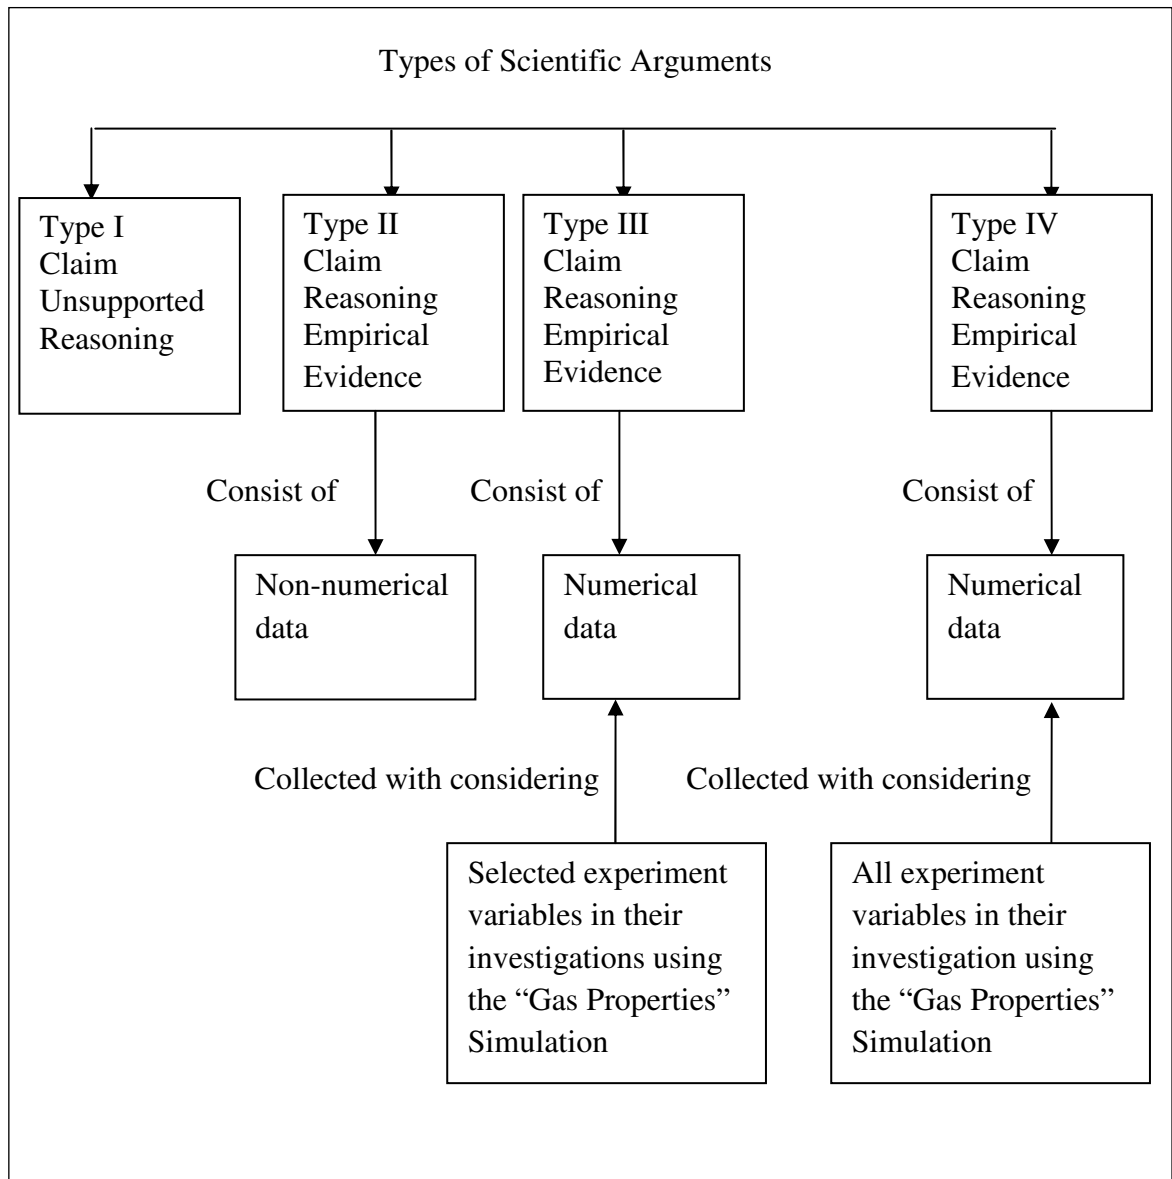 Types of Scientific Arguments
Type I
Claim
Unsupported
Reasoning
Type II
Claim
Reasoning
Empirical
Evidence
Type III
Claim
Reasoning
Empirical
Evidence
Type IV
Claim
Reasoning
Empirical
Evidence
Consist of
Consist of
Consist of
Non-numerical
data
Numerical
data
Numerical
data
Collected with considering
Collected with considering
Selected experiment
variables in their
investigations using
the “Gas Properties”
Simulation
All experiment
variables in their
investigation using
the “Gas Properties”
Simulation